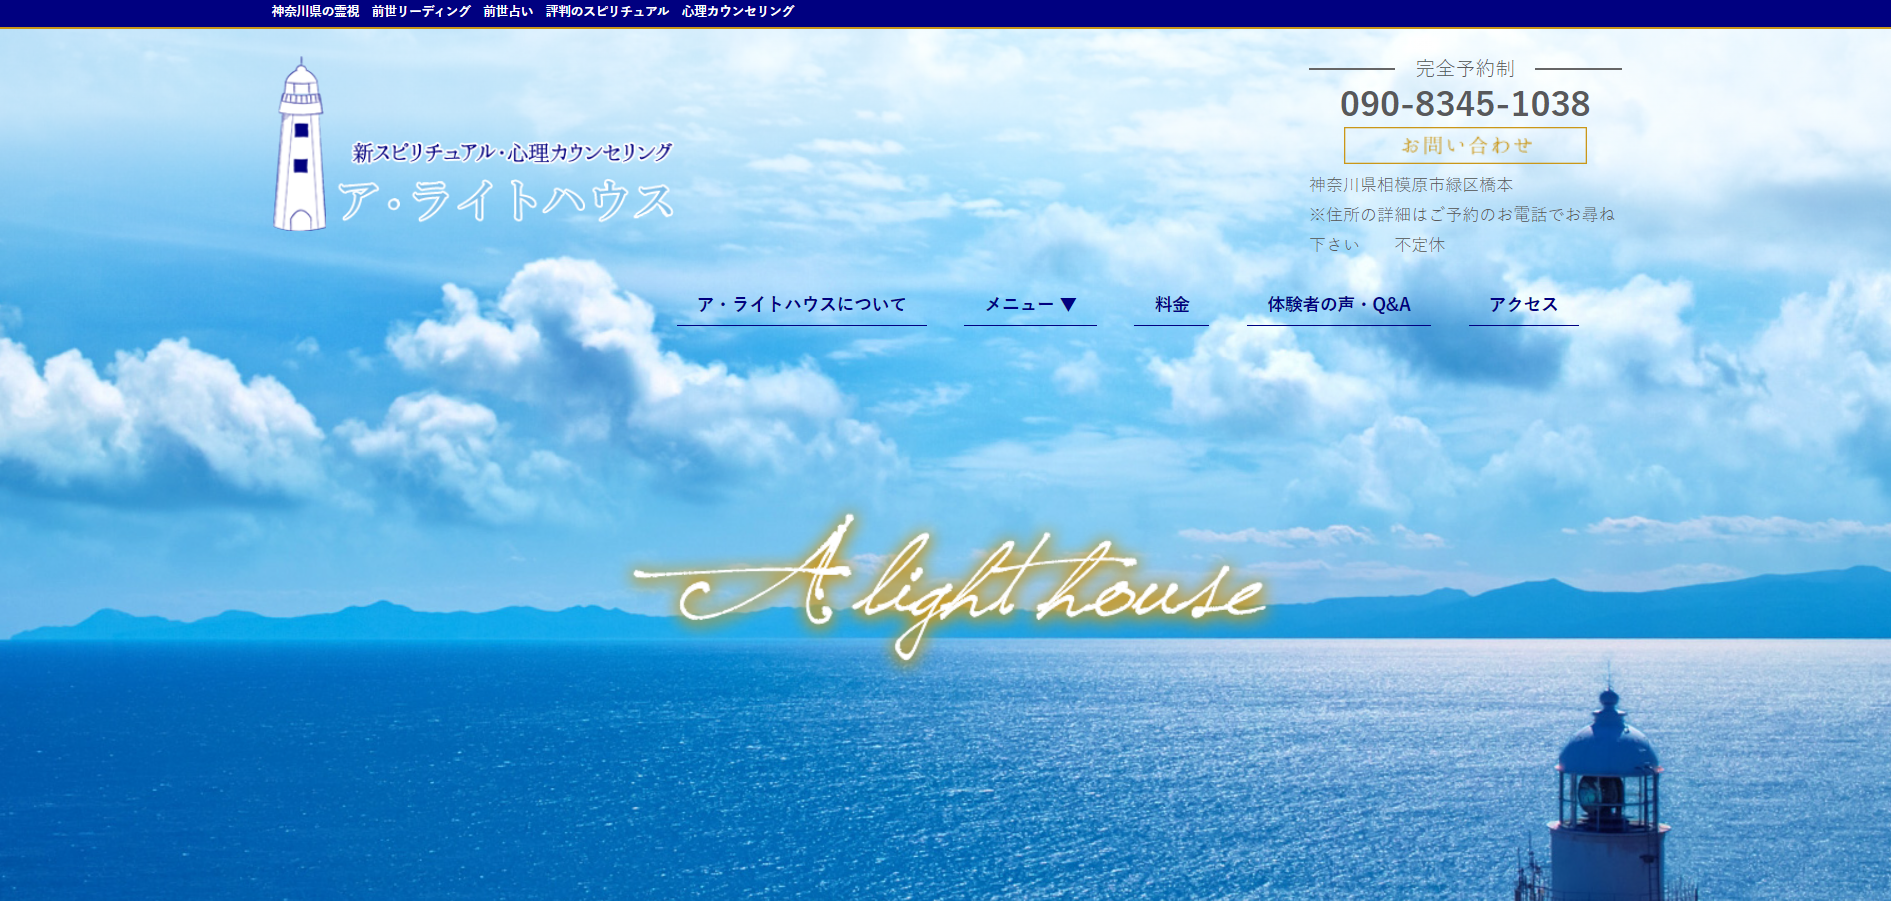 神奈川県の霊視　前世リーディング　前世占い　評判のスピリチュアル　心理カウンセリング
新スピリチュアル・心理カウンセリング
ア・ライトハウス
完全予約制
090-8345-1038
お問い合わせ
神奈川県相模原市緑区橋本
※住所の詳細はご予約のお電話でお尋ね
下さい　　不定休
ア・ライトハウスについて
メニュー ▼
料金
体験者の声・Q&A
アクセス
A light house